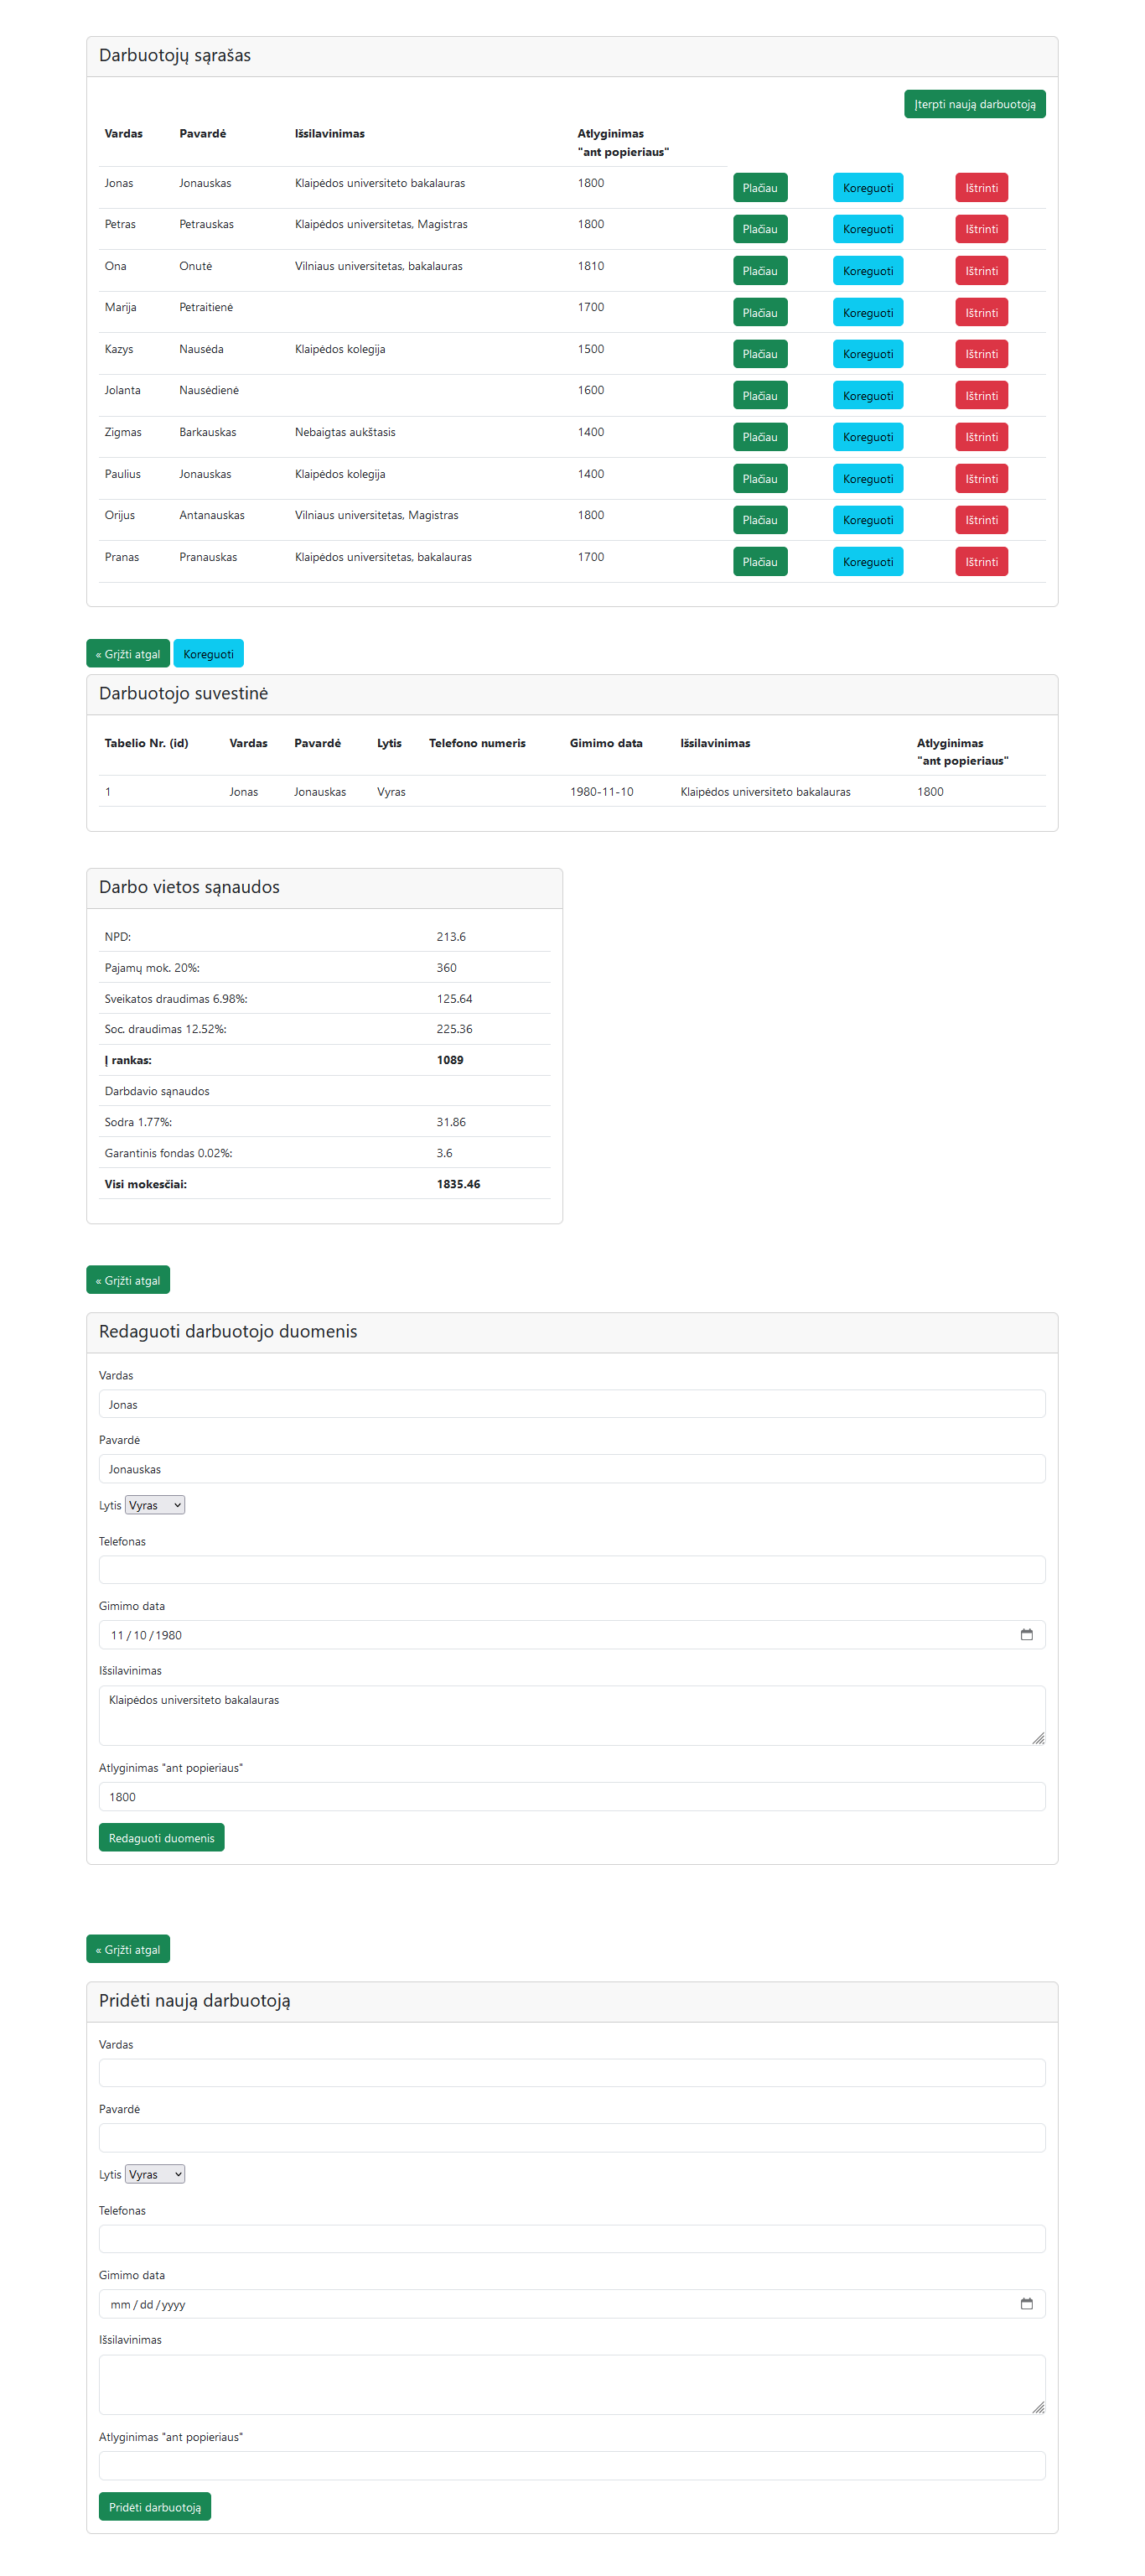 Darbuotojų sąrašas
Įterpti naują darbuotoją
Vardas Pavardė Išsilavinimas Atlyginimas
"ant popieriaus"
Jonas Jonauskas Klaipėdos universiteto bakalauras 1800 Plačiau Koreguoti Ištrinti
Petras Petrauskas Klaipėdos universitetas, Magistras 1800 Plačiau Koreguoti Ištrinti
Ona Onutė Vilniaus universitetas, bakalauras 1810 Plačiau Koreguoti Ištrinti
Marija Petraitienė 1700 Plačiau Koreguoti Ištrinti
Kazys Nausėda Klaipėdos kolegija 1500 Plačiau Koreguoti Ištrinti
Jolanta Nausėdienė 1600 Plačiau Koreguoti Ištrinti
Zigmas Barkauskas Nebaigtas aukštasis 1400 Plačiau Koreguoti Ištrinti
Paulius Jonauskas Klaipėdos kolegija 1400 Plačiau Koreguoti Ištrinti
Orijus Antanauskas Vilniaus universitetas, Magistras 1800 Plačiau Koreguoti Ištrinti
Pranas Pranauskas Klaipėdos universitetas, bakalauras 1700 Plačiau Koreguoti Ištrinti
« Grįžti atgal Koreguoti
Darbuotojo suvestinė
Tabelio Nr. (id) Vardas Pavardė Lytis Telefono numeris Gimimo data Išsilavinimas Atlyginimas
"ant popieriaus"
1 Jonas Jonauskas Vyras 1980-11-10 Klaipėdos universiteto bakalauras 1800
Darbo vietos sąnaudos
NPD: 213.6
Pajamų mok. 20%: 360
Sveikatos draudimas 6.98%: 125.64
Soc. draudimas 12.52%: 225.36
Į rankas: 1089
Darbdavio sąnaudos
Sodra 1.77%: 31.86
Garantinis fondas 0.02%: 3.6
Visi mokesčiai: 1835.46
« Grįžti atgal
Redaguoti darbuotojo duomenis
Vardas
Jonas
Pavardė
Jonauskas
Lytis Vyras
Telefonas
Gimimo data
11 / 10 / 1980
Išsilavinimas
Klaipėdos universiteto bakalauras
Atlyginimas "ant popieriaus"
1800
Redaguoti duomenis
« Grįžti atgal
Pridėti naują darbuotoją
Vardas
Pavardė
Lytis Vyras
Telefonas
Gimimo data
mm / dd / yyyy
Išsilavinimas
Atlyginimas "ant popieriaus"
Pridėti darbuotoją